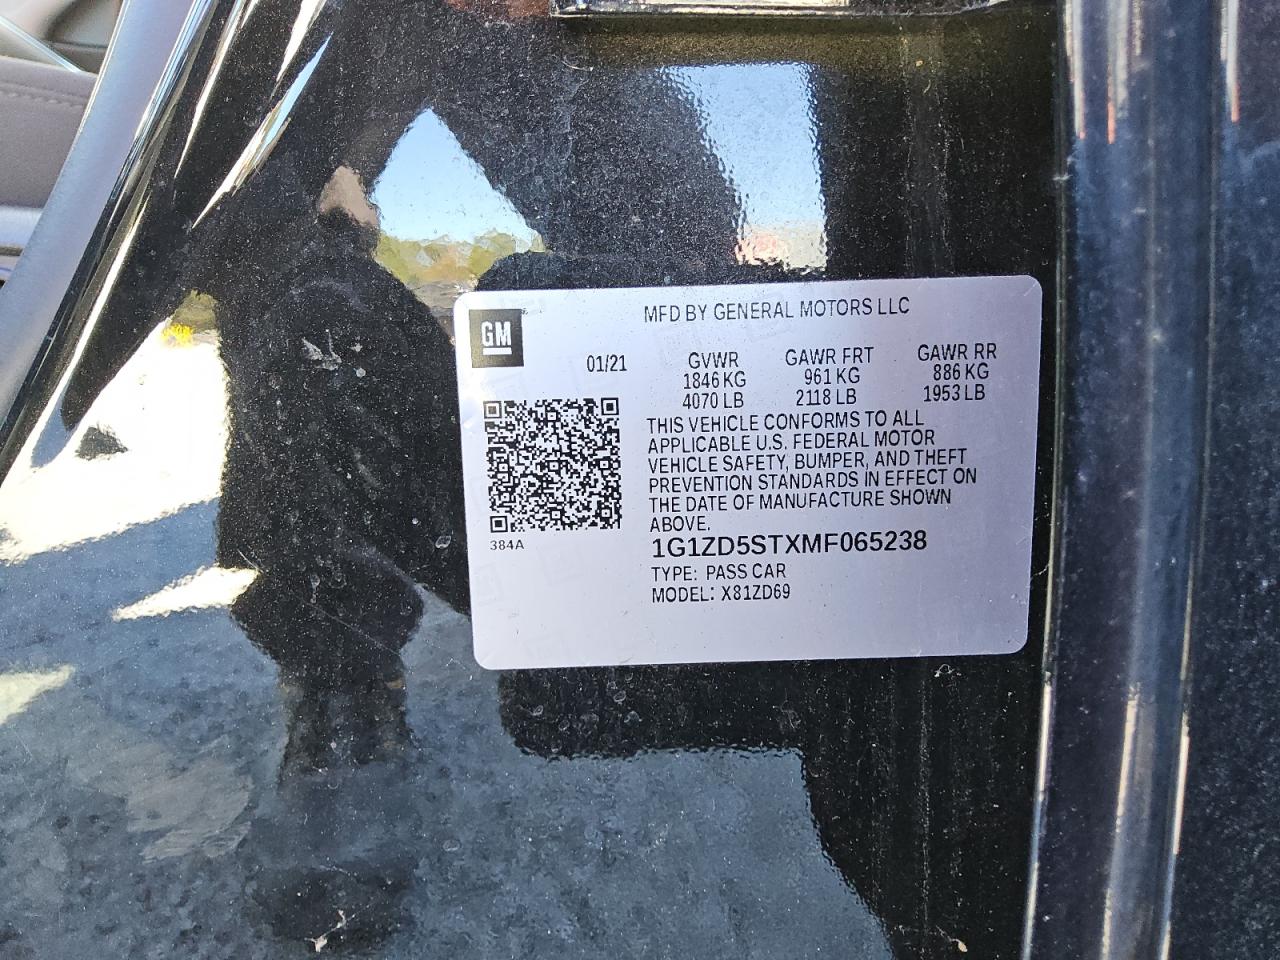 GM
MFD BY GENERAL MOTORS LLC
01/21
GVWR
1846 KG
4070 LB
GAWR FRT
961 KG
2118 LB
GAWR RR
886 KG
1953 LB
THIS VEHICLE CONFORMS TO ALL
APPLICABLE U.S. FEDERAL MOTOR
VEHICLE SAFETY, BUMPER, AND THEFT
PREVENTION STANDARDS IN EFFECT ON
THE DATE OF MANUFACTURE SHOWN
ABOVE.
384A
1G1ZD5STXMF065238
TYPE: PASS CAR
MODEL: X81ZD69